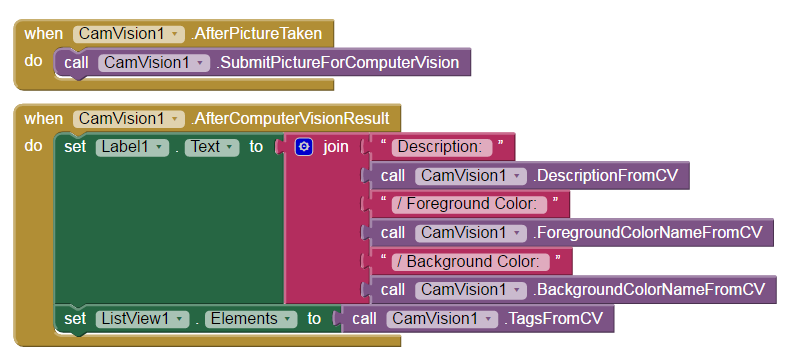 when CamVision1 .AfterPictureTaken
do call CamVision1 .SubmitPictureForComputerVision
when CamVision1 .AfterComputerVisionResult
do set Label1 . Text to join “ Description: ”
call CamVision1 .DescriptionFromCV
“ / Foreground Color: ”
call CamVision1 .ForegroundColorNameFromCV
“ / Background Color: ”
call CamVision1 .BackgroundColorNameFromCV
set ListView1 . Elements to call CamVision1 .TagsFromCV